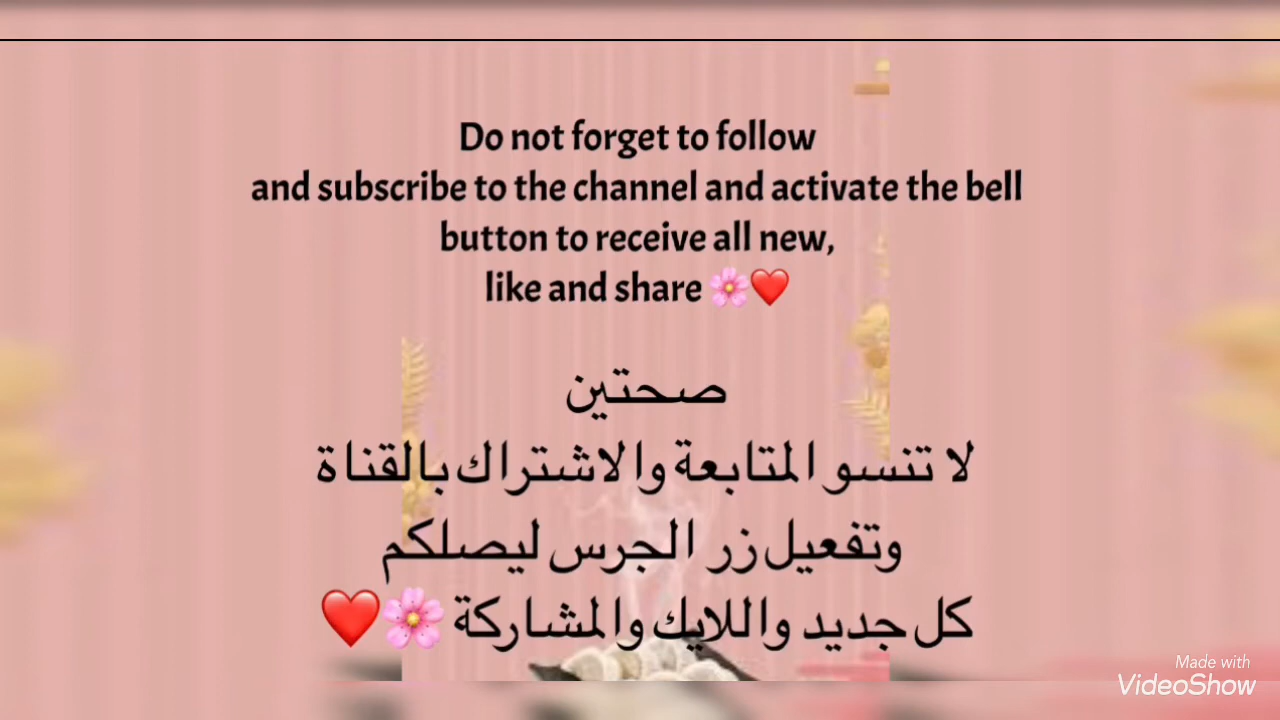 Do not forget to follow
and subscribe to the channel and activate the bell
button to receive all new,
like and share 🌸❤️
صحتين
لا تنسو المتابعة والاشتراك بالقناة
وتفعيل زر الجرس ليصلكم
كل جديد واللايك والمشاركة 🌸❤️
Made with
VideoShow